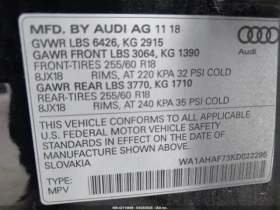 MFD. BY AUDI AG 11 18
GVWR LBS 6426, KG 2915
GAWR FRONT LBS 3064, KG 1390
FRONT-TIRES 255/60 R18
8JX18 RIMS, AT 220 KPA 32 PSI COLD
GAWR REAR LBS 3770, KG 1710
REAR-TIRES 255/60 R18
8JX18 RIMS, AT 240 KPA 35 PSI COLD
THIS VEHICLE CONFORMS TO ALL APPLICABLE
FEDERAL MOTOR VEHICLE SAFETY STANDARDS IN
EFFECT ON THE DATE OF MANUFACTURE SHOWN ABOVE
SLOVAKIA
WA1AHAF73KD022295
TYPE:
MPV
Audi